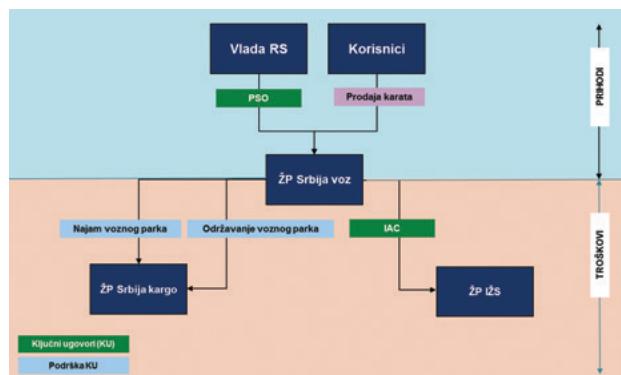 Vlada RS
Korisnici
PSO
Prodaja karata
PRIHODI
ŽP Srbija voz
Najam voznog parka
Održavanje voznog parka
IAC
TROŠKOVI
ŽP Srbija kargo
ŽP IŽS
Ključni ugovori (KU)
Podrška KU